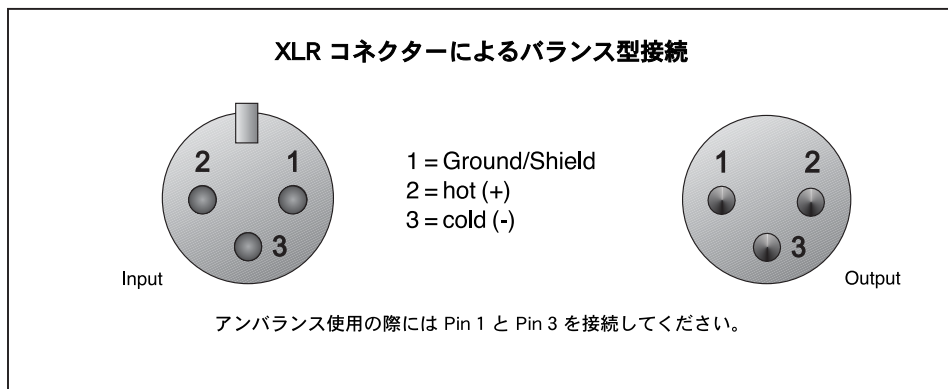 XLR コネクターによるバランス型接続
2 1
3
Input
1 = Ground/Shield
2 = hot (+)
3 = cold (-)
1 2
3
Output
アンバランス使用の際には Pin 1 と Pin 3 を接続してください。